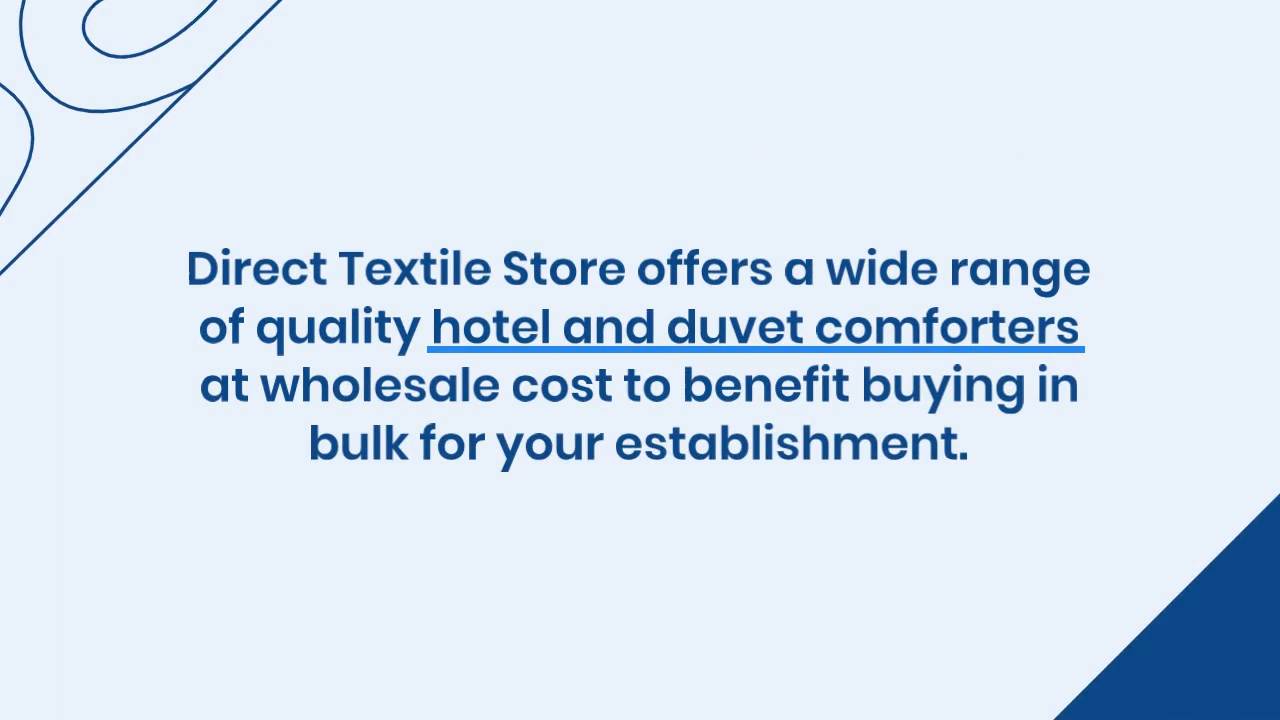 Direct Textile Store offers a wide range
of quality hotel and duvet comforters
at wholesale cost to benefit buying in
bulk for your establishment.